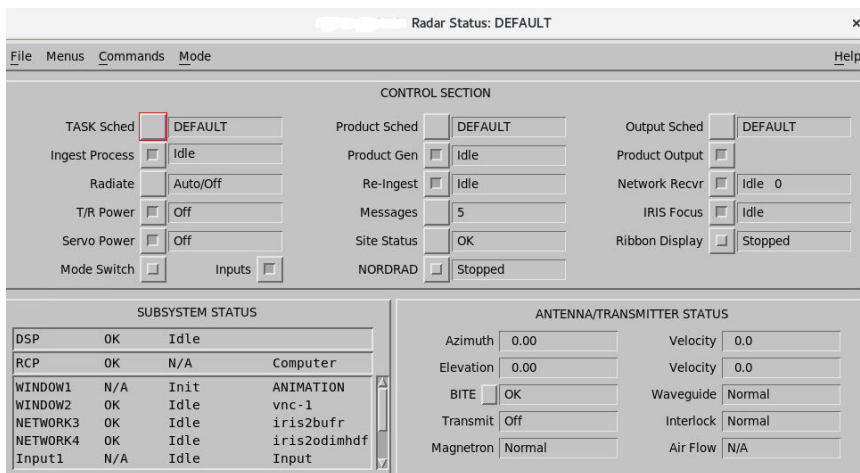 Radar Status: DEFAULT ×
File Menus Commands Mode Help
CONTROL SECTION
TASK Sched DEFAULT Product Sched DEFAULT Output Sched DEFAULT
Ingest Process Idle Product Gen Idle Product Output
Radiate Auto/Off Re-Ingest Idle Network Recvr Idle 0
T/R Power Off Messages 5 IRIS Focus Idle
Servo Power Off Site Status OK Ribbon Display Stopped
Mode Switch Inputs NORDRAD Stopped
SUBSYSTEM STATUS
DSP OK Idle
RCP OK N/A Computer
WINDOW1 N/A Init ANIMATION
WINDOW2 OK Idle vnc-1
NETWORK3 OK Idle iris2bufr
NETWORK4 OK Idle iris2odimhdf
Input1 N/A Idle Input
ANTENNA/TRANSMITTER STATUS
Azimuth 0.00 Velocity 0.0
Elevation 0.00 Velocity 0.0
BITE OK Waveguide Normal
Transmit Off Interlock Normal
Magnetron Normal Air Flow N/A